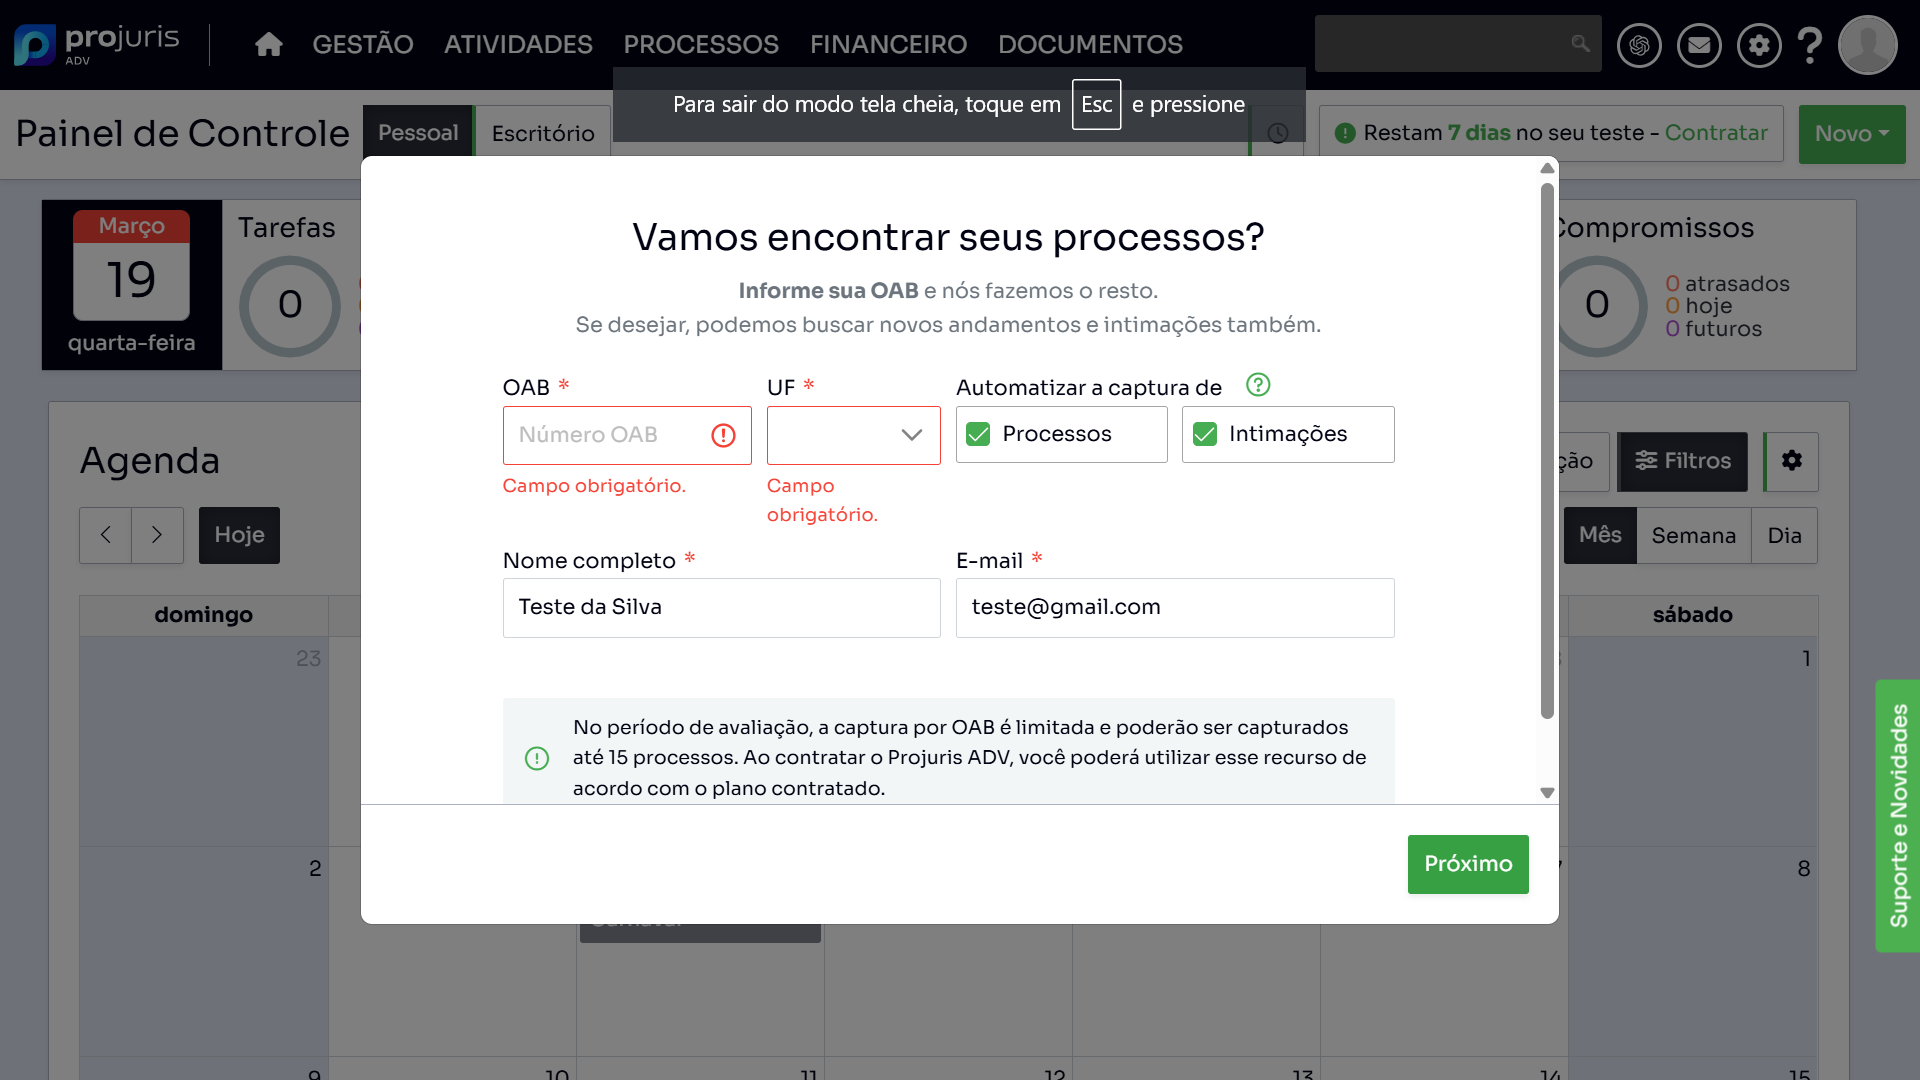 projuris
ADV
GESTÃO
ATIVIDADES
PROCESSOS
FINANCEIRO
DOCUMENTOS
Para sair do modo tela cheia, toque em Esc e pressione
Painel de Controle
Pessoal
Escritório
Restam 7 dias no seu teste - Contratar
Novo
Março
19
quarta-feira
Tarefas
0
Compromissos
0
0 atrasados
0 hoje
0 futuros
Vamos encontrar seus processos?
Informe sua OAB e nós fazemos o resto.
Se desejar, podemos buscar novos andamentos e intimações também.
OAB *
UF *
Automatizar a captura de
Número OAB
Processos
Intimações
Campo obrigatório.
Campo
obrigatório.
Nome completo *
E-mail *
Teste da Silva
teste@gmail.com
No período de avaliação, a captura por OAB é limitada e poderão ser capturados
até 15 processos. Ao contratar o Projuris ADV, você poderá utilizar esse recurso de
acordo com o plano contratado.
Próximo
Agenda
Filtros
Hoje
Mês
Semana
Dia
domingo
sábado
23
1
2
8
9
10
11
12
13
14
15
Suporte e Novidades